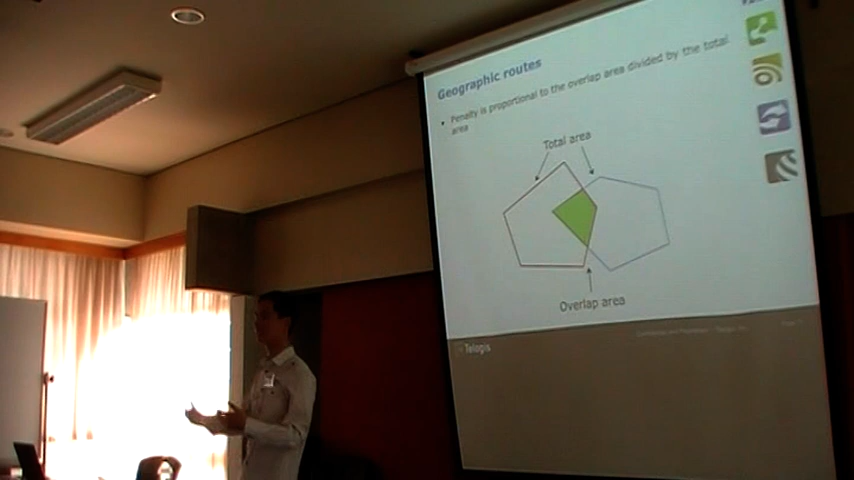 Geographic routes
• Penalty is proportional to the overlap area divided by the total
area
Total area
Overlap area
Telogis